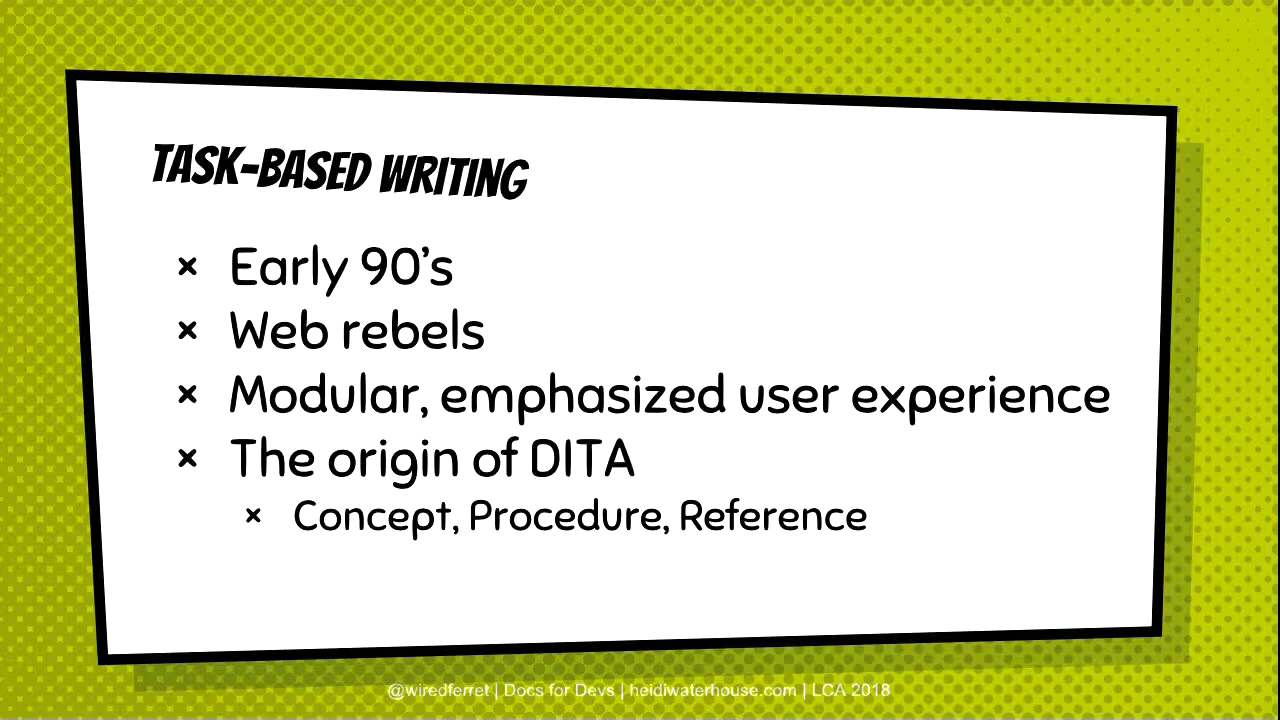 TASK-BASED WRITING
× Early 90’s
× Web rebels
× Modular, emphasized user experience
× The origin of DITA
× Concept, Procedure, Reference
@wiredferret | Docs for Devs | heidiwaterhouse.com | LCA 2018